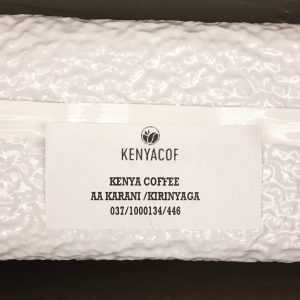 KENYACOF
KENYA COFFEE
AA KARANI /KIRINYAGA
037/1000134/446